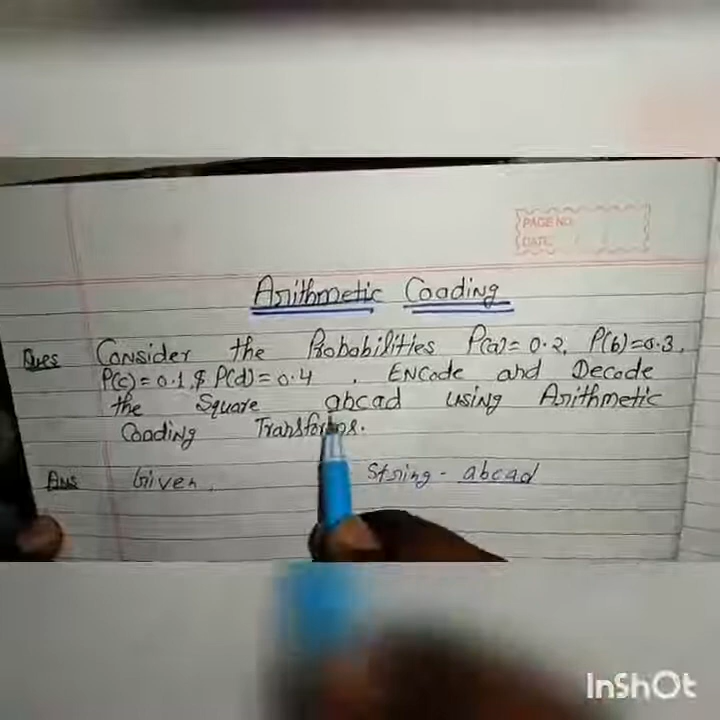 PAGE NO:
DATE:
Arithmetic Coading
Ques Consider the Probabilities P(a)= 0.2, P(b)=0.3,
P(c)=0.1, & P(d)=0.4 . Encode and Decode
the Square abcad using Arithmetic
Coading Transforms.
Ans Given, String - abcad
InShOt